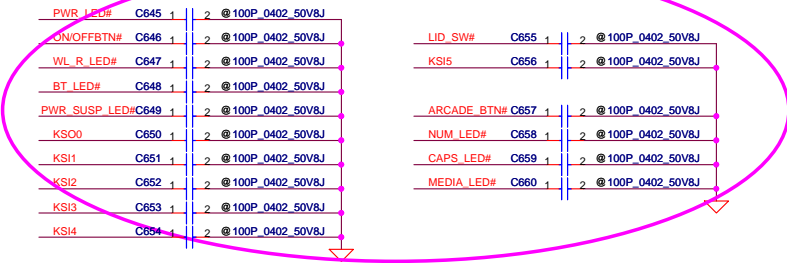 PWR_LED# C645 1 2 @100P_0402_50V8J
ON/OFFBTN# C646 1 2 @100P_0402_50V8J
WL_R_LED# C647 1 2 @100P_0402_50V8J
BT_LED# C648 1 2 @100P_0402_50V8J
PWR_SUSP_LED# C649 1 2 @100P_0402_50V8J
KSO0 C650 1 2 @100P_0402_50V8J
KSI1 C651 1 2 @100P_0402_50V8J
KSI2 C652 1 2 @100P_0402_50V8J
KSI3 C653 1 2 @100P_0402_50V8J
KSI4 C654 1 2 @100P_0402_50V8J
LID_SW# C655 1 2 @100P_0402_50V8J
KSI5 C656 1 2 @100P_0402_50V8J
ARCADE_BTN# C657 1 2 @100P_0402_50V8J
NUM_LED# C658 1 2 @100P_0402_50V8J
CAPS_LED# C659 1 2 @100P_0402_50V8J
MEDIA_LED# C660 1 2 @100P_0402_50V8J